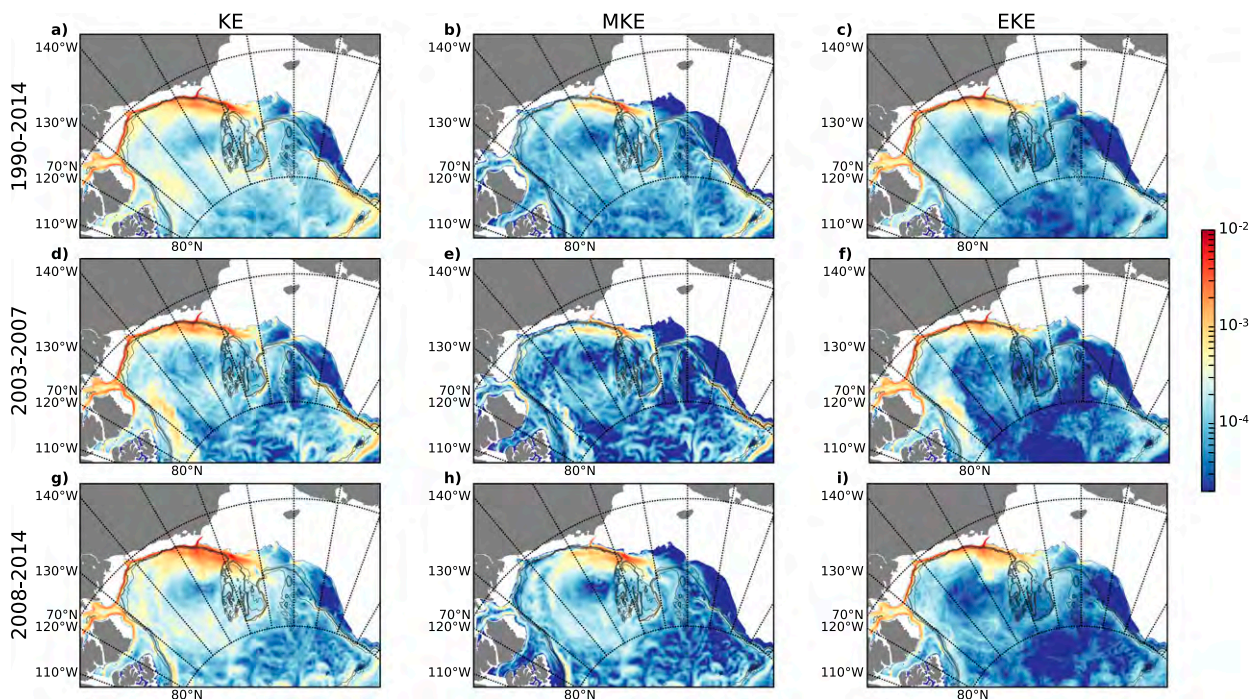 KE
MKE
EKE
a)
b)
c)
140°W
140°W
140°W
130°W
130°W
130°W
70°N
70°N
70°N
120°W
120°W
120°W
110°W
110°W
110°W
80°N
80°N
80°N
1990-2014
d)
e)
f)
140°W
140°W
140°W
130°W
130°W
130°W
70°N
70°N
70°N
120°W
120°W
120°W
110°W
110°W
110°W
80°N
80°N
80°N
2003-2007
g)
h)
i)
140°W
140°W
140°W
130°W
130°W
130°W
70°N
70°N
70°N
120°W
120°W
120°W
110°W
110°W
110°W
80°N
80°N
80°N
2008-2014
10⁻²
10⁻³
10⁻⁴